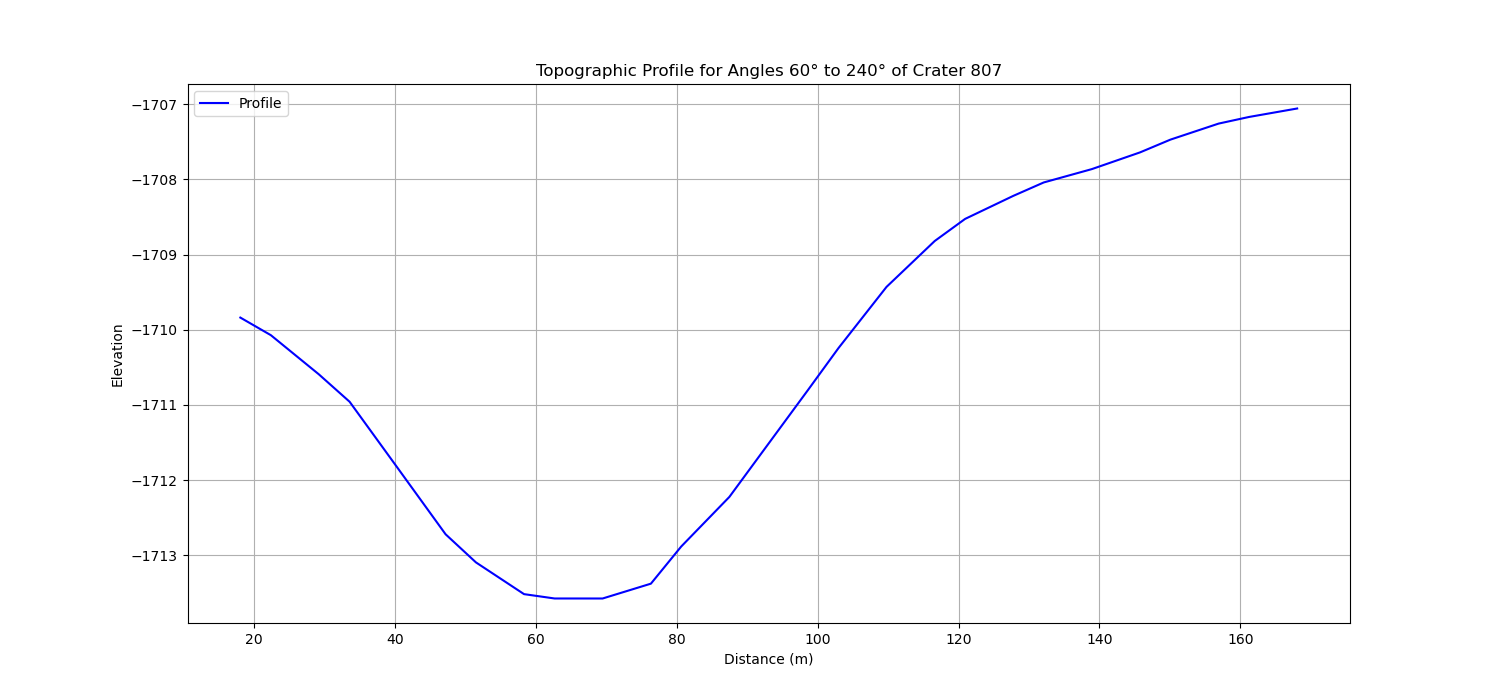 Topographic Profile for Angles 60° to 240° of Crater 807
Profile
−1707
−1708
−1709
−1710
−1711
−1712
−1713
Elevation
20 40 60 80 100 120 140 160
Distance (m)